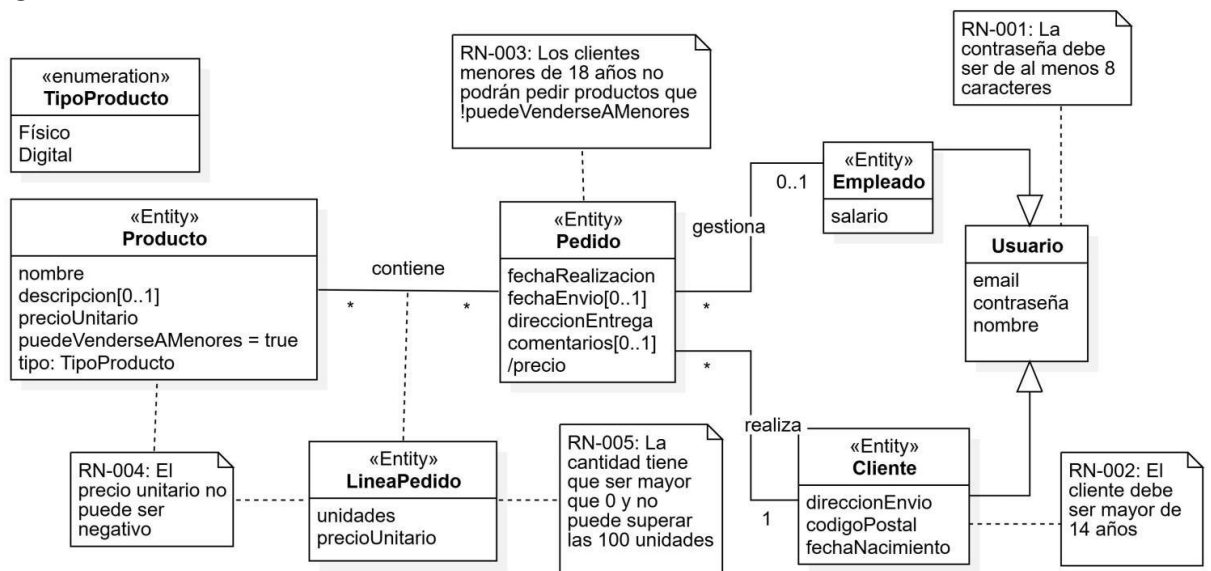 «enumeration»
TipoProducto
Físico
Digital
RN-003: Los clientes
menores de 18 años no
podrán pedir productos que
!puedeVenderseAMenores
RN-001: La
contraseña debe
ser de al menos 8
caracteres
«Entity»
Empleado
salario
0..1
gestiona
*
«Entity»
Producto
nombre
descripcion[0..1]
precioUnitario
puedeVenderseAMenores = true
tipo: TipoProducto
contiene
*
*
«Entity»
Pedido
fechaRealizacion
fechaEnvio[0..1]
direccionEntrega
comentarios[0..1]
/precio
Usuario
email
contraseña
nombre
*
realiza
1
RN-004: El
precio unitario no
puede ser
negativo
«Entity»
LineaPedido
unidades
precioUnitario
RN-005: La
cantidad tiene
que ser mayor
que 0 y no
puede superar
las 100 unidades
«Entity»
Cliente
direccionEnvio
codigoPostal
fechaNacimiento
RN-002: El
cliente debe
ser mayor de
14 años